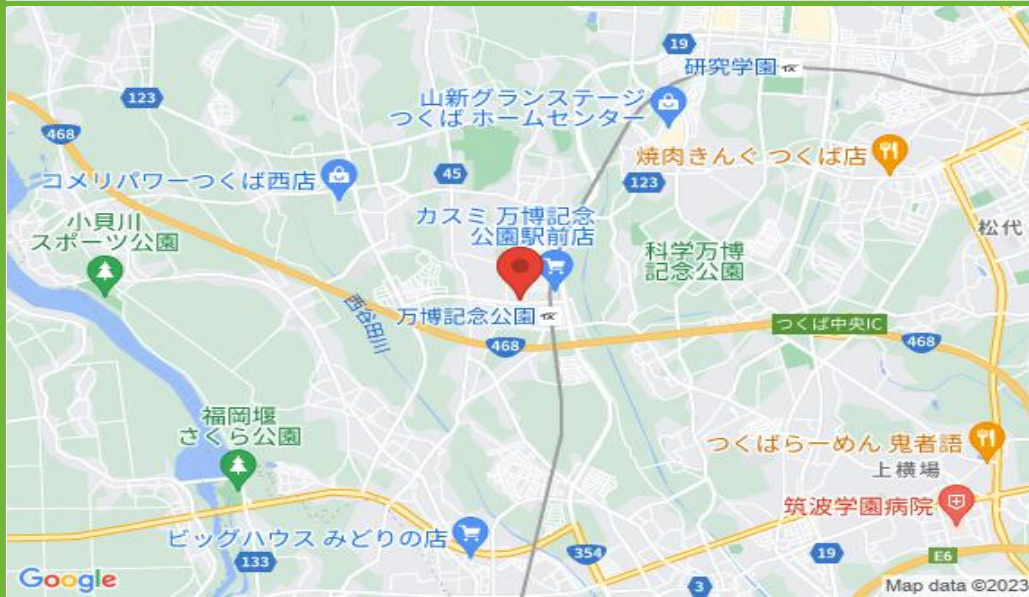 19
研究学園
123
山新グランステージ
つくば ホームセンター
468
焼肉きんぐ つくば店
コメリパワーつくば西店
45
123
カスミ 万博記念
公園駅前店
小貝川
スポーツ公園
松代
科学万博
記念公園
西谷田川
万博記念公園
つくば中央IC
468
468
福岡堰
さくら公園
つくばらーめん 鬼者語
上横場
筑波学園病院
ビッグハウス みどりの店
354
19
E6
133
3
Google
Map data ©2023